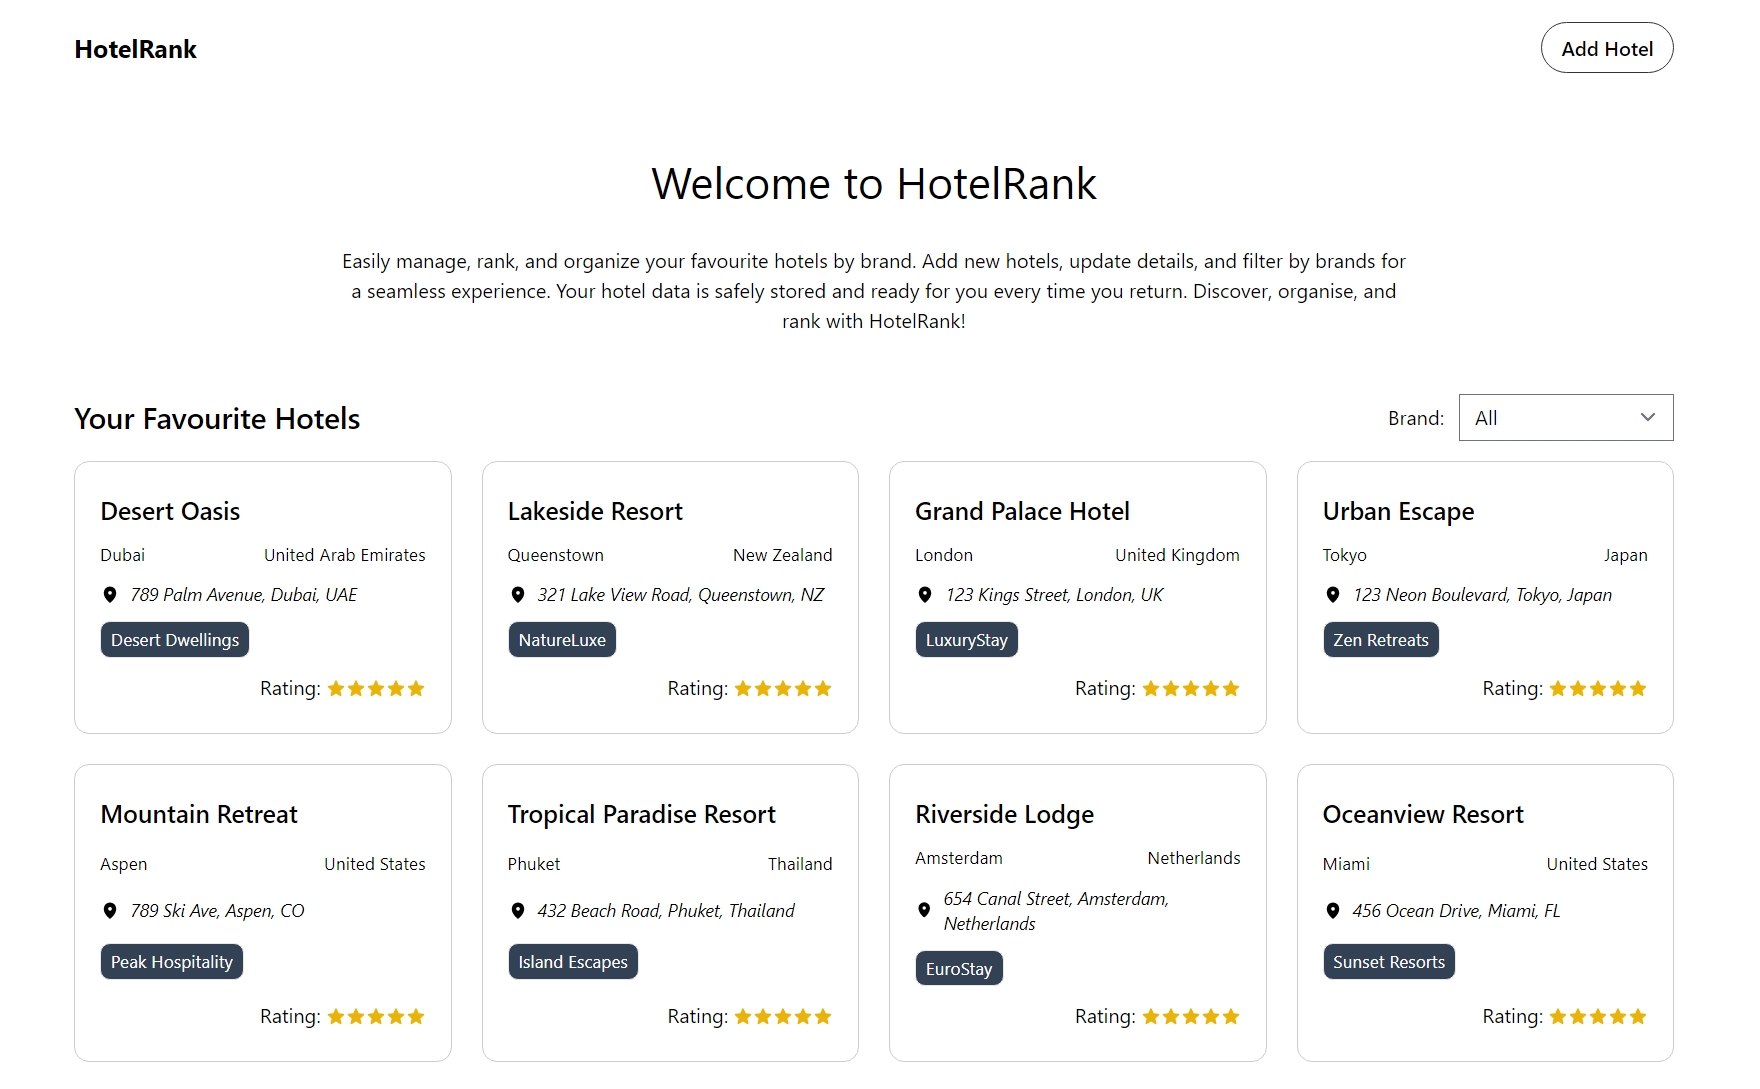 HotelRank
Add Hotel
Welcome to HotelRank
Easily manage, rank, and organize your favourite hotels by brand. Add new hotels, update details, and filter by brands for
a seamless experience. Your hotel data is safely stored and ready for you every time you return. Discover, organise, and
rank with HotelRank!
Your Favourite Hotels
Brand:
All
Desert Oasis
Dubai
United Arab Emirates
789 Palm Avenue, Dubai, UAE
Desert Dwellings
Rating:
Lakeside Resort
Queenstown
New Zealand
321 Lake View Road, Queenstown, NZ
NatureLuxe
Rating:
Grand Palace Hotel
London
United Kingdom
123 Kings Street, London, UK
LuxuryStay
Rating:
Urban Escape
Tokyo
Japan
123 Neon Boulevard, Tokyo, Japan
Zen Retreats
Rating:
Mountain Retreat
Aspen
United States
789 Ski Ave, Aspen, CO
Peak Hospitality
Rating:
Tropical Paradise Resort
Phuket
Thailand
432 Beach Road, Phuket, Thailand
Island Escapes
Rating:
Riverside Lodge
Amsterdam
Netherlands
654 Canal Street, Amsterdam,
Netherlands
EuroStay
Rating:
Oceanview Resort
Miami
United States
456 Ocean Drive, Miami, FL
Sunset Resorts
Rating: